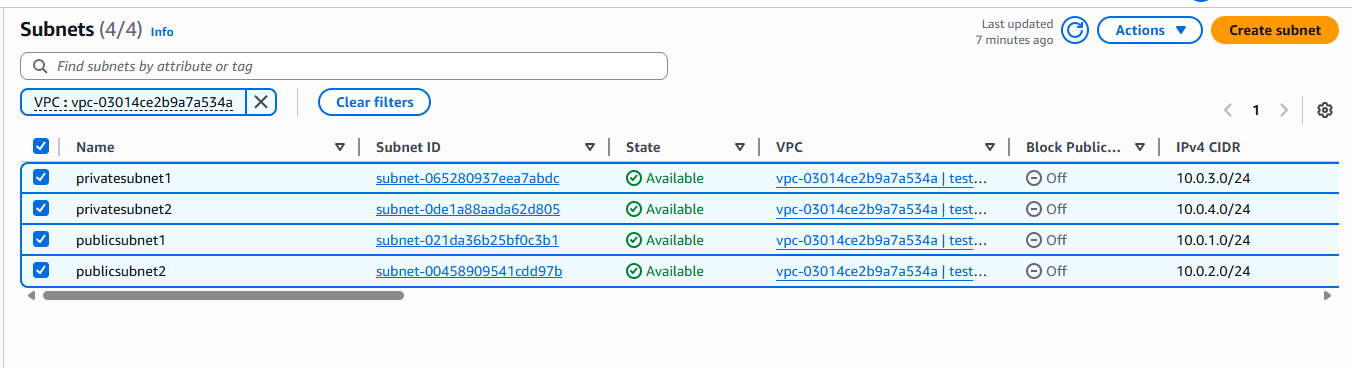 Subnets (4/4) Info
Last updated
7 minutes ago
Actions
Create subnet
Find subnets by attribute or tag
VPC : vpc-03014ce2b9a7a534a
Clear filters
1
Name Subnet ID State VPC Block Public... IPv4 CIDR
privatesubnet1 subnet-065280937eea7abdc Available vpc-03014ce2b9a7a534a | test... Off 10.0.3.0/24
privatesubnet2 subnet-0de1a88aada62d805 Available vpc-03014ce2b9a7a534a | test... Off 10.0.4.0/24
publicsubnet1 subnet-021da36b25bf0c3b1 Available vpc-03014ce2b9a7a534a | test... Off 10.0.1.0/24
publicsubnet2 subnet-00458909541cdd97b Available vpc-03014ce2b9a7a534a | test... Off 10.0.2.0/24